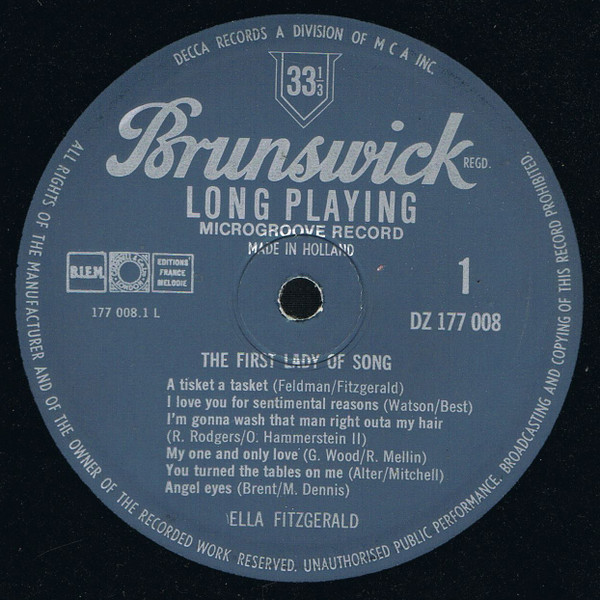 DECCA RECORDS A DIVISION OF M C A INC.
33 1/3
Brunswick REGD.
LONG PLAYING
MICROGROOVE RECORD
MADE IN HOLLAND
B.I.E.M.
EDITIONS
FRANCE
MELODIE
1
177 008.1 L
DZ 177 008
THE FIRST LADY OF SONG
A tisket a tasket (Feldman/Fitzgerald)
I love you for sentimental reasons (Watson/Best)
I'm gonna wash that man right outa my hair
(R. Rodgers/O. Hammerstein II)
My one and only love (G. Wood/R. Mellin)
You turned the tables on me (Alter/Mitchell)
Angel eyes (Brent/M. Dennis)
ELLA FITZGERALD
ALL RIGHTS OF THE MANUFACTURER AND OF THE OWNER OF THE RECORDED WORK RESERVED. UNAUTHORISED PUBLIC PERFORMANCE. BROADCASTING AND COPYING OF THIS RECORD PROHIBITED.